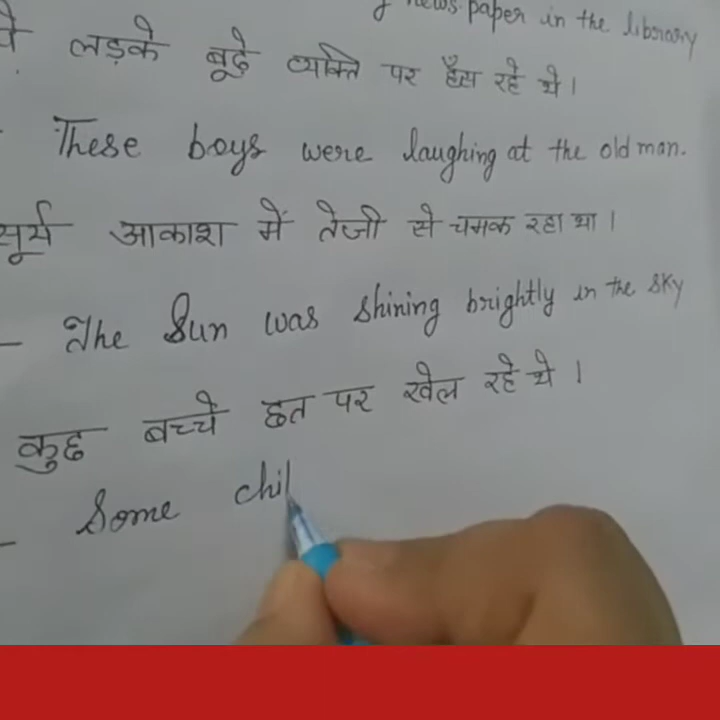 newspaper in the library
लड़के बूढ़े व्यक्ति पर हँस रहे थे।
These boys were laughing at the old man.
सूर्य आकाश में तेजी से चमक रहा था।
- The Sun was shining brightly in the sky
कुछ बच्चे छत पर खेल रहे थे।
- Some chil